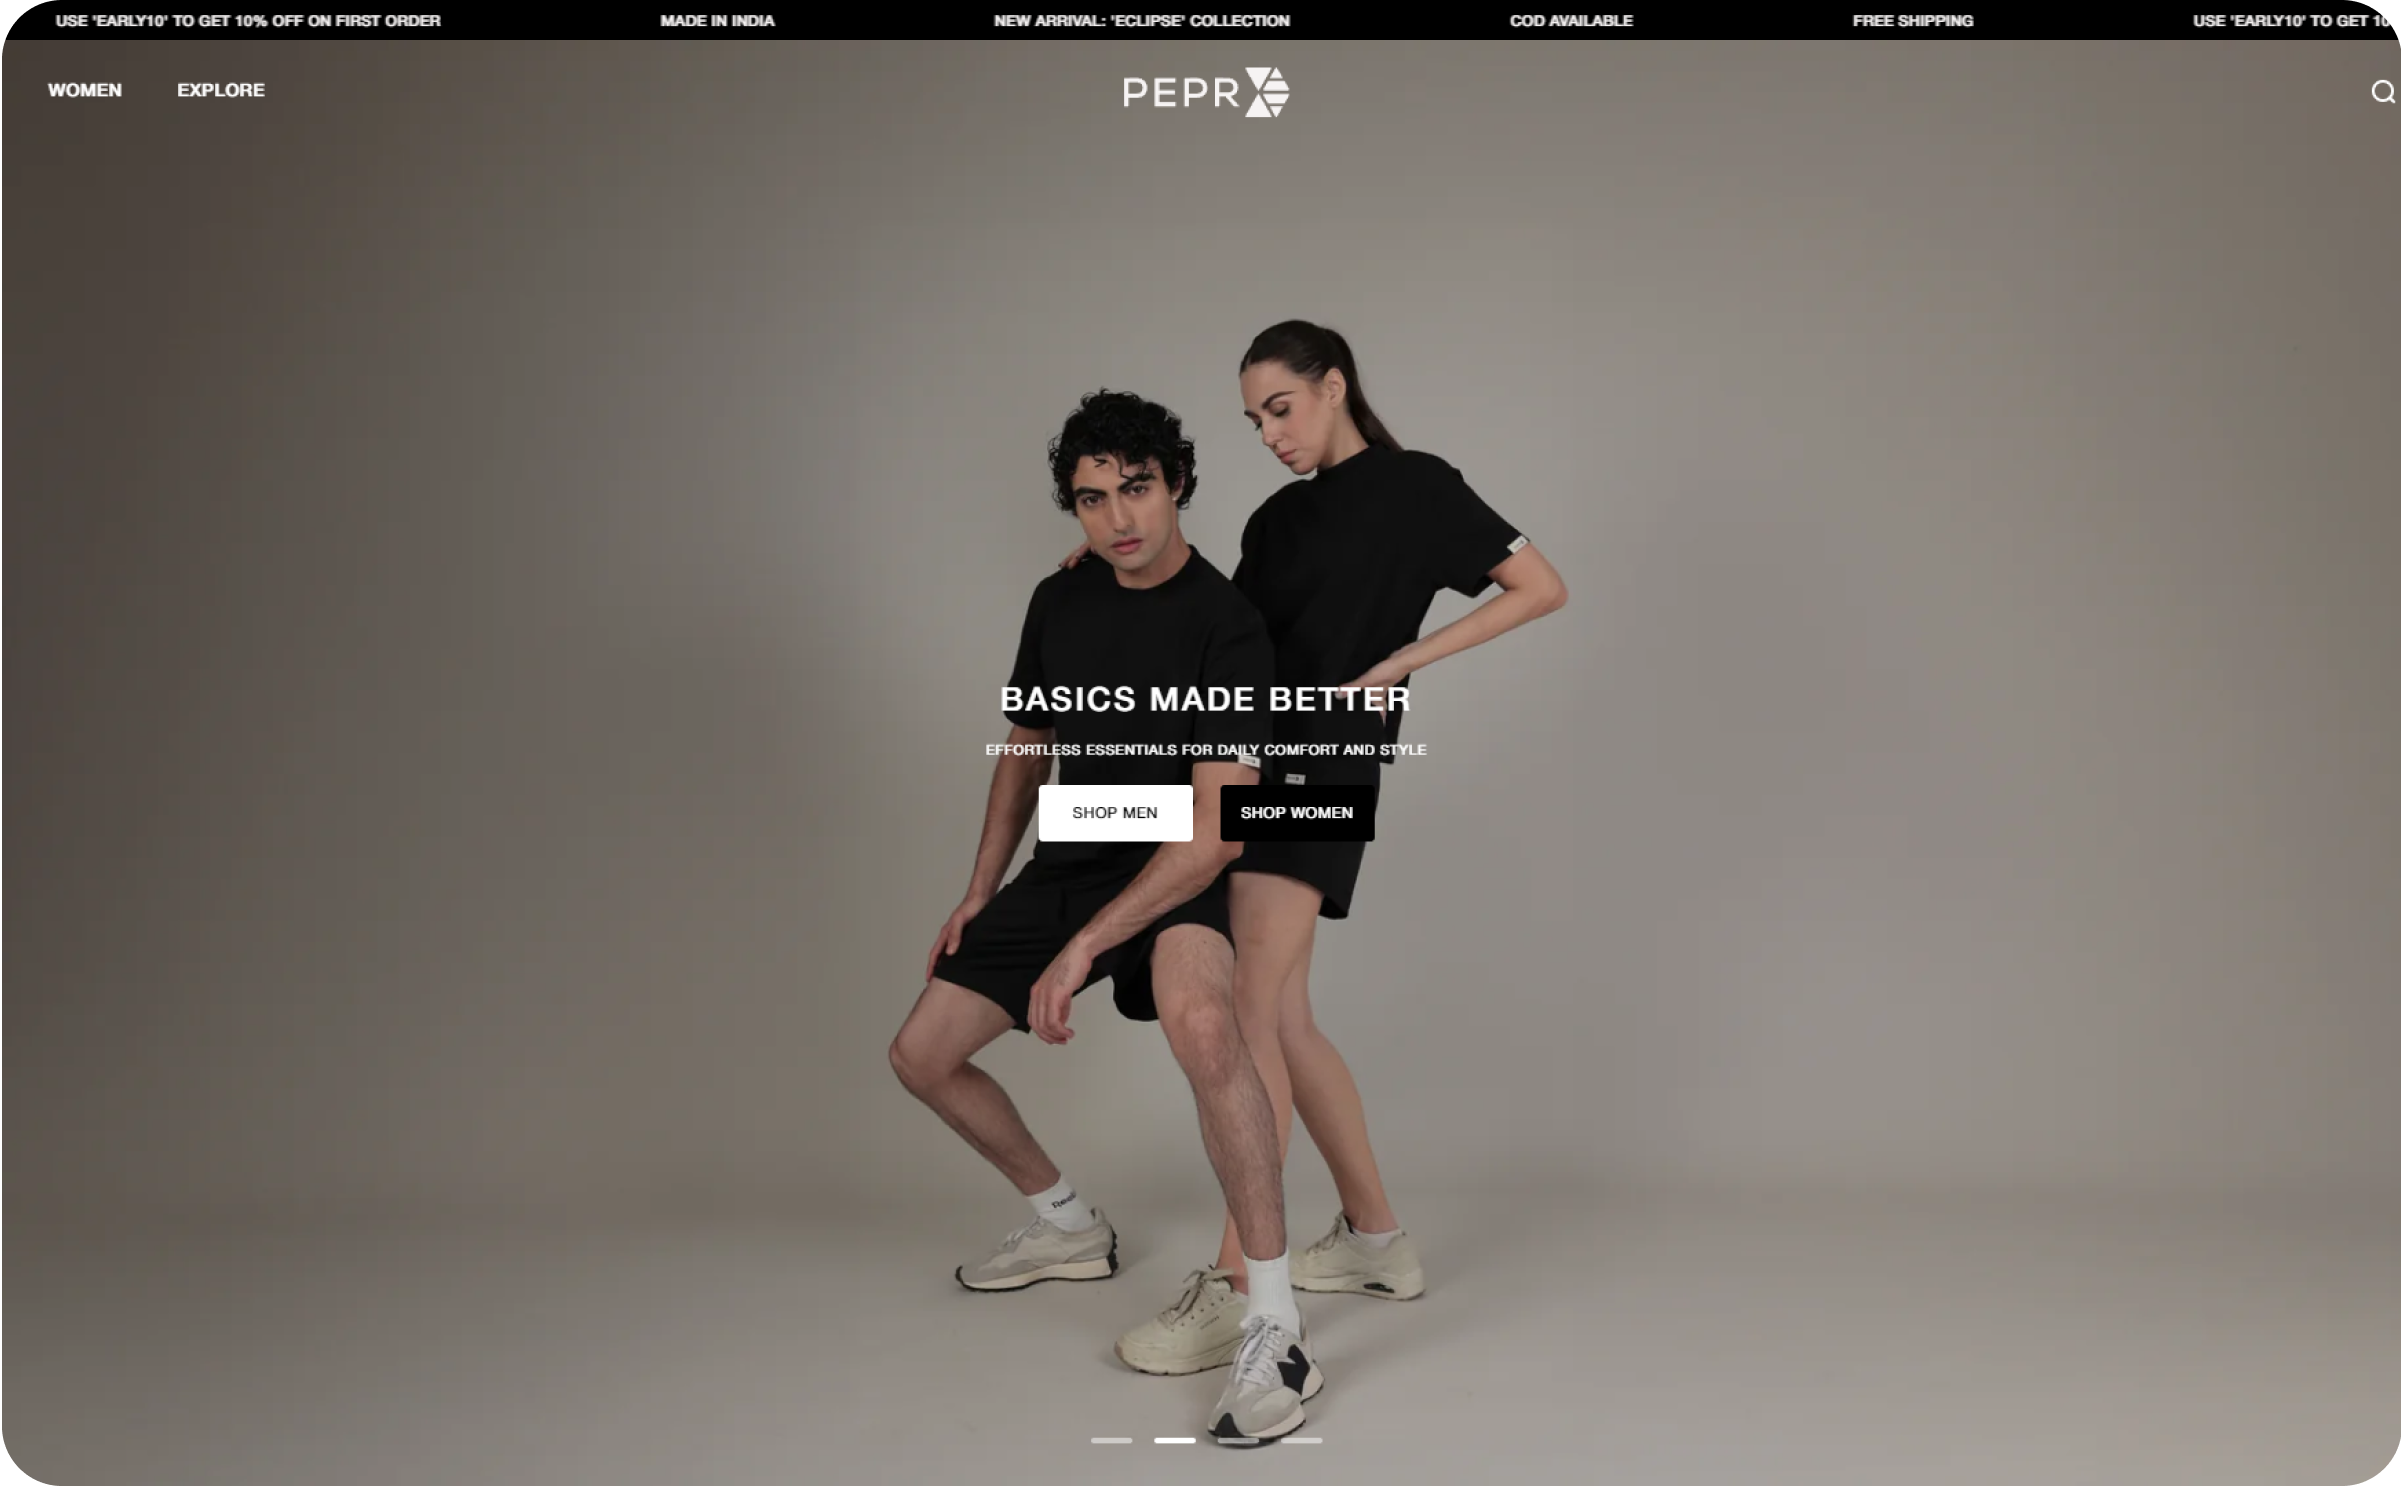 USE 'EARLY10' TO GET 10% OFF ON FIRST ORDER
MADE IN INDIA
NEW ARRIVAL: 'ECLIPSE' COLLECTION
COD AVAILABLE
FREE SHIPPING
USE 'EARLY10' TO GET 10
WOMEN
EXPLORE
PEPR
BASICS MADE BETTER
EFFORTLESS ESSENTIALS FOR DAILY COMFORT AND STYLE
SHOP MEN
SHOP WOMEN